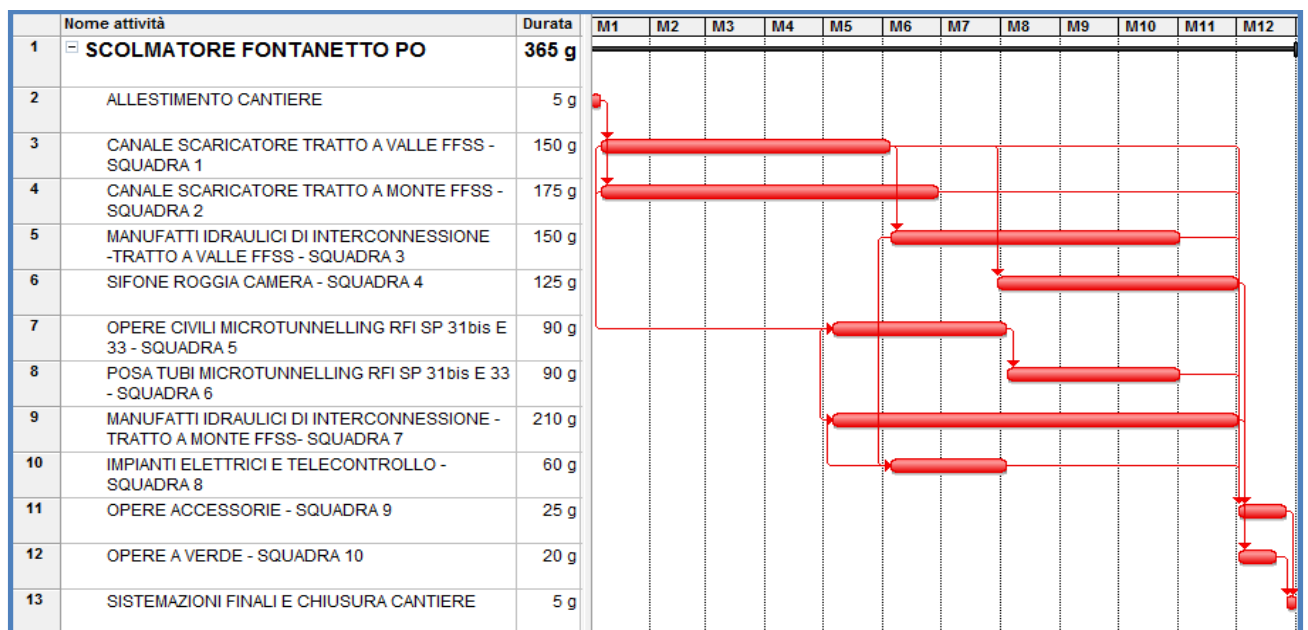 Nome attività Durata M1 M2 M3 M4 M5 M6 M7 M8 M9 M10 M11 M12
1 SCOLMATORE FONTANETTO PO 365 g
2 ALLESTIMENTO CANTIERE 5 g
3 CANALE SCARICATORE TRATTO A VALLE FFSS - 150 g
SQUADRA 1
4 CANALE SCARICATORE TRATTO A MONTE FFSS - 175 g
SQUADRA 2
5 MANUFATTI IDRAULICI DI INTERCONNESSIONE 150 g
-TRATTO A VALLE FFSS - SQUADRA 3
6 SIFONE ROGGIA CAMERA - SQUADRA 4 125 g
7 OPERE CIVILI MICROTUNNELLING RFI SP 31bis E 90 g
33 - SQUADRA 5
8 POSA TUBI MICROTUNNELLING RFI SP 31bis E 33 90 g
- SQUADRA 6
9 MANUFATTI IDRAULICI DI INTERCONNESSIONE - 210 g
TRATTO A MONTE FFSS- SQUADRA 7
10 IMPIANTI ELETTRICI E TELECONTROLLO - 60 g
SQUADRA 8
11 OPERE ACCESSORIE - SQUADRA 9 25 g
12 OPERE A VERDE - SQUADRA 10 20 g
13 SISTEMAZIONI FINALI E CHIUSURA CANTIERE 5 g